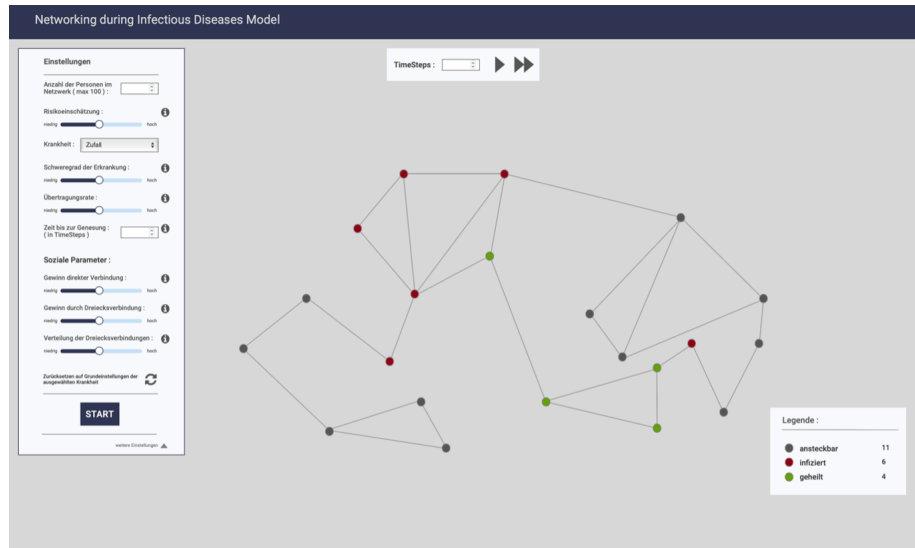 Networking during Infectious Diseases Model
Einstellungen
Anzahl der Personen im
Netzwerk ( max 100 ) :
Risikoeinschätzung :
niedrig hoch
Krankheit : Zufall
Schweregrad der Erkrankung :
niedrig hoch
Übertragungsrate :
niedrig hoch
Zeit bis zur Genesung :
( in TimeSteps )
Soziale Parameter :
Gewinn direkter Verbindung :
niedrig hoch
Gewinn durch Dreiecksverbindung :
niedrig hoch
Verteilung der Dreiecksverbindungen :
niedrig hoch
Zurücksetzen auf Grundeinstellungen der
ausgewählten Krankheit
START
weitere Einstellungen
TimeSteps :
Legende :
ansteckbar 11
infiziert 6
geheilt 4